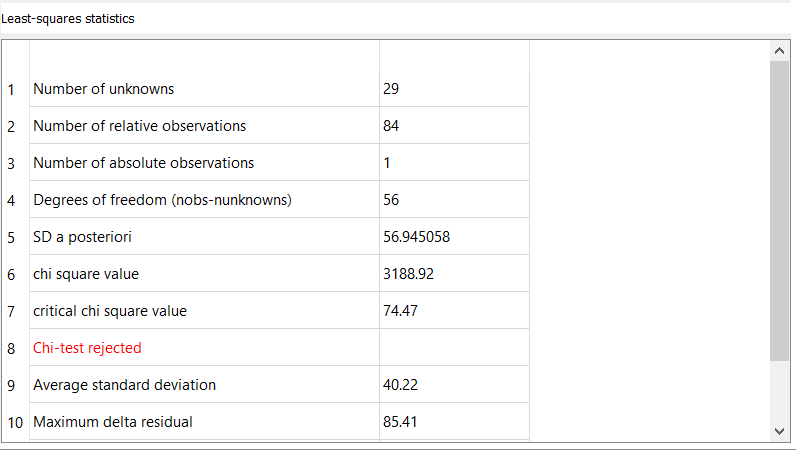 Least-squares statistics
1 Number of unknowns 29
2 Number of relative observations 84
3 Number of absolute observations 1
4 Degrees of freedom (nobs-nunknowns) 56
5 SD a posteriori 56.945058
6 chi square value 3188.92
7 critical chi square value 74.47
8 Chi-test rejected
9 Average standard deviation 40.22
10 Maximum delta residual 85.41